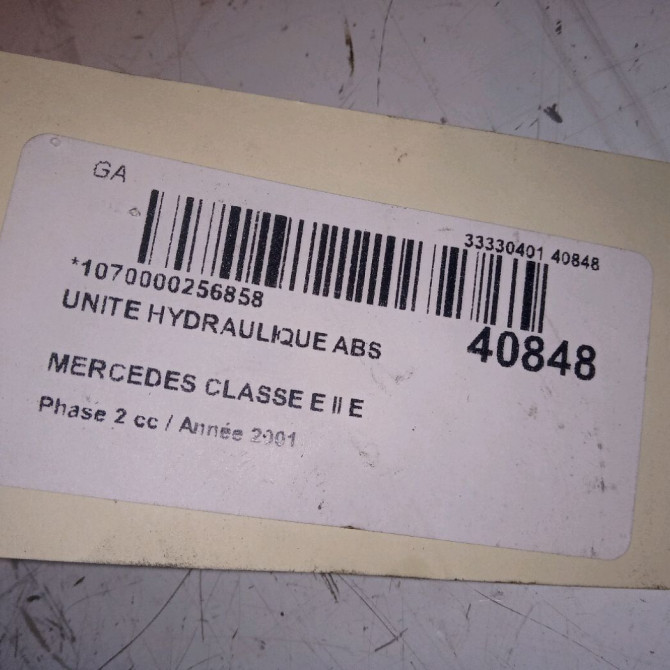 GA
33330401 40848
*1070000256858
40848
UNITE HYDRAULIQUE ABS
MERCEDES CLASSE E II E
Phase 2 cc / Année 2001